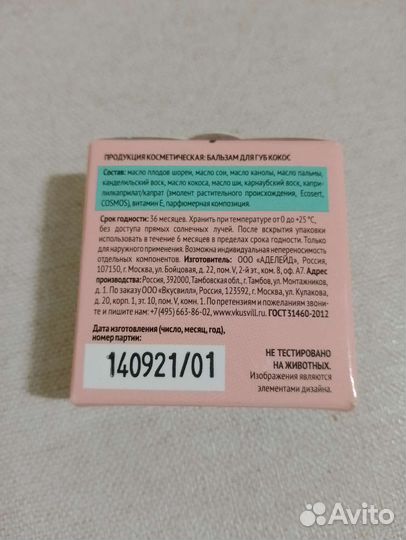 ПРОДУКЦИЯ КОСМЕТИЧЕСКАЯ: БАЛЬЗАМ ДЛЯ ГУБ КОКОС
Состав: масло плодов шореи, масло сои, масло канолы, масло пальмы,
канделильский воск, масло кокоса, масло ши, карнаубский воск, капри-
лилкаприлат/капрат (эмолент растительного происхождения, Ecosert,
COSMOS), витамин Е, парфюмерная композиция.
Срок годности: 36 месяцев. Хранить при температуре от 0 до +25 °С,
без доступа прямых солнечных лучей. После вскрытия упаковки
использовать в течение 6 месяцев в пределах срока годности. Только
для наружного применения. Возможна индивидуальная непереносимость
отдельных компонентов. Изготовитель: ООО «АДЕЛЕЙД», Россия,
107150, г. Москва, ул. Бойцовая, д. 22, пом. V, 2-й эт., ком. 8, оф. А7. Адрес
производства: Россия, 392000, Тамбовская обл., г. Тамбов, ул. Монтажников,
д. 1. По заказу ООО «Вкусвилл», Россия, 123592, г. Москва, ул. Кулакова,
д. 20, корп. 1, эт. 10, пом. V, комн. 1. По претензиям и пожеланиям звони-
те и пишите нам: +7 (495) 663-86-02, www.vkusvill.ru. ГОСТ 31460-2012
Дата изготовления (число, месяц, год),
номер партии:
140921/01
НЕ ТЕСТИРОВАНО
НА ЖИВОТНЫХ.
Изображения являются
элементами дизайна.
Avito